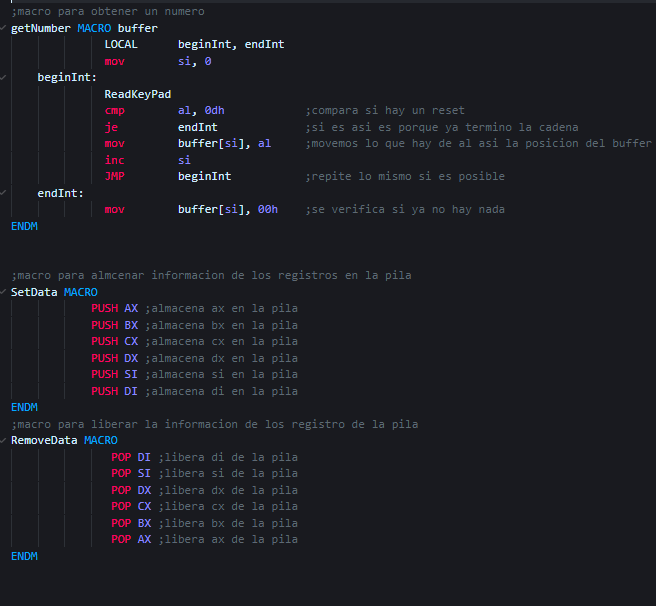 ;macro para obtener un numero
getNumber MACRO buffer
LOCAL beginInt, endInt
mov si, 0
beginInt:
ReadKeyPad
cmp al, 0dh ;compara si hay un reset
je endInt ;si es asi es porque ya termino la cadena
mov buffer[si], al ;movemos lo que hay de al asi la posicion del buffer
inc si
JMP beginInt ;repite lo mismo si es posible
endInt:
mov buffer[si], 00h ;se verifica si ya no hay nada
ENDM
;macro para almcenar informacion de los registros en la pila
SetData MACRO
PUSH AX ;almacena ax en la pila
PUSH BX ;almacena bx en la pila
PUSH CX ;almacena cx en la pila
PUSH DX ;almacena dx en la pila
PUSH SI ;almacena si en la pila
PUSH DI ;almacena di en la pila
ENDM
;macro para liberar la informacion de los registro de la pila
RemoveData MACRO
POP DI ;libera di de la pila
POP SI ;libera si de la pila
POP DX ;libera dx de la pila
POP CX ;libera cx de la pila
POP BX ;libera bx de la pila
POP AX ;libera ax de la pila
ENDM